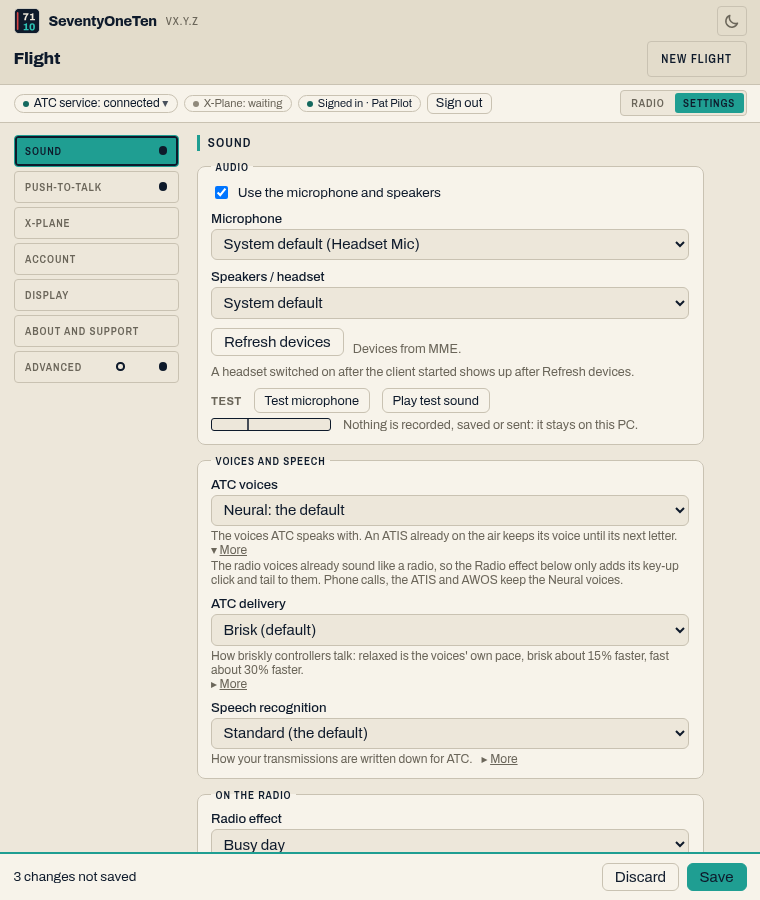 71
10
SeventyOneTen VX.Y.Z
Flight
NEW FLIGHT
ATC service: connected ▾
X-Plane: waiting
Signed in · Pat Pilot
Sign out
RADIO
SETTINGS
SOUND
PUSH-TO-TALK
X-PLANE
ACCOUNT
DISPLAY
ABOUT AND SUPPORT
ADVANCED
SOUND
AUDIO
Use the microphone and speakers
Microphone
System default (Headset Mic)
Speakers / headset
System default
Refresh devices Devices from MME.
A headset switched on after the client started shows up after Refresh devices.
TEST Test microphone Play test sound
Nothing is recorded, saved or sent: it stays on this PC.
VOICES AND SPEECH
ATC voices
Neural: the default
The voices ATC speaks with. An ATIS already on the air keeps its voice until its next letter.
▾ More
The radio voices already sound like a radio, so the Radio effect below only adds its key-up
click and tail to them. Phone calls, the ATIS and AWOS keep the Neural voices.
ATC delivery
Brisk (default)
How briskly controllers talk: relaxed is the voices' own pace, brisk about 15% faster, fast
about 30% faster.
▸ More
Speech recognition
Standard (the default)
How your transmissions are written down for ATC. ▸ More
ON THE RADIO
Radio effect
Busy day
3 changes not saved
Discard
Save